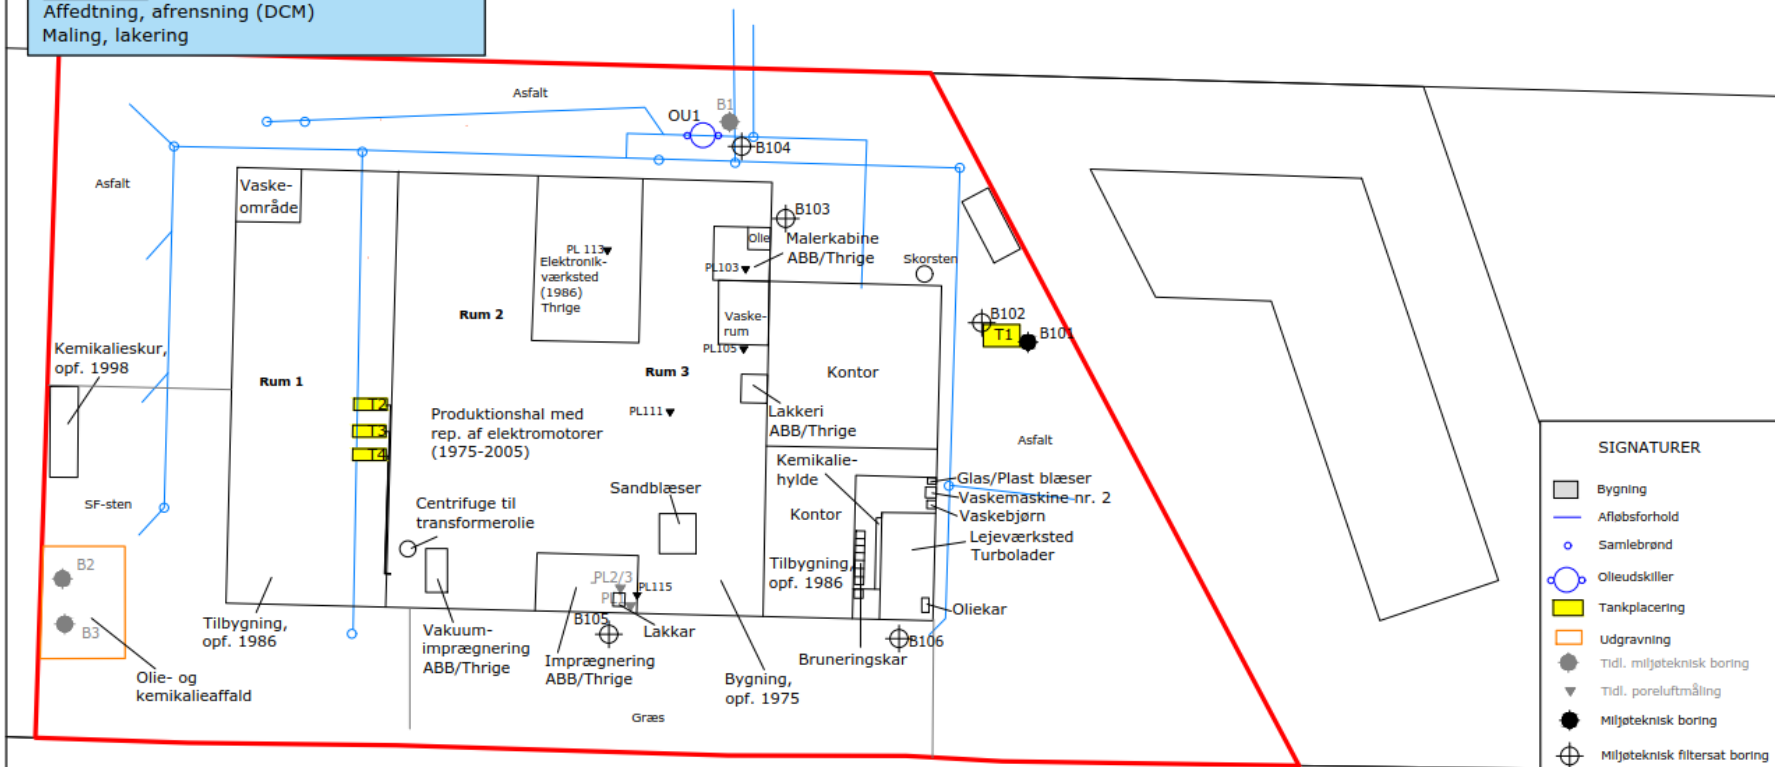 Affedtning, afrensning (DCM)
Maling, lakering
Asfalt
B1
OU1
B104
Asfalt
Vaske-
område
B103
Olie
Malerkabine
ABB/Thrige
PL 113
Elektronik-
værksted
(1986)
Thrige
PL103
Skorsten
Rum 2
Vaske-
rum
B102
T1
B101
Kemikalieskur,
opf. 1998
PL105
Rum 1
Rum 3
Kontor
T2
T3
T4
Produktionshal med
rep. af elektromotorer
(1975-2005)
PL111
Lakkeri
ABB/Thrige
Asfalt
SIGNATURER
Kemikalie-
hylde
Glas/Plast blæser
Vaskemaskine nr. 2
Vaskebjørn
Sandblæser
SF-sten
Centrifuge til
transformerolie
Kontor
Lejeværksted
Turbolader
Tilbygning,
opf. 1986
B2
B3
PL2/3
PL115
B105
Lakkar
Oliekar
B106
Tilbygning,
opf. 1986
Vakuum-
imprægnering
ABB/Thrige
Imprægnering
ABB/Thrige
Bruneringskar
Bygning,
opf. 1975
Olie- og
kemikalieaffald
Græs
Bygning
Afløbsforhold
Samlebrønd
Olieudskiller
Tankplacering
Udgravning
Tidl. miljøteknisk boring
Tidl. poreluftmåling
Miljøteknisk boring
Miljøteknisk filtersat boring